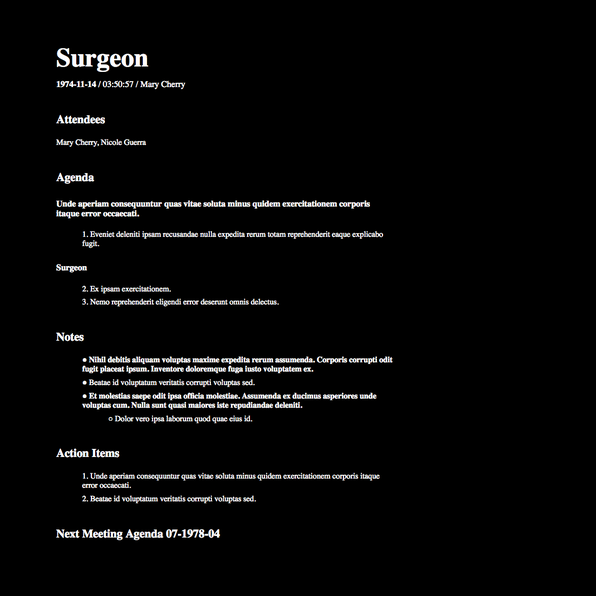 Surgeon
1974-11-14 / 03:50:57 / Mary Cherry
Attendees
Mary Cherry, Nicole Guerra
Agenda
Unde aperiam consequuntur quas vitae soluta minus quidem exercitationem corporis
itaque error occaecati.
1. Eveniet deleniti ipsam recusandae nulla expedita rerum totam reprehenderit eaque explicabo
fugit.
Surgeon
2. Ex ipsam exercitationem.
3. Nemo reprehenderit eligendi error deserunt omnis delectus.
Notes
● Nihil debitis aliquam voluptas maxime expedita rerum assumenda. Corporis corrupti odit
fugit placeat ipsum. Inventore doloremque fuga iusto voluptatem ex.
● Beatae id voluptatum veritatis corrupti voluptas sed.
● Et molestias saepe odit ipsa officia molestiae. Assumenda ex ducimus asperiores unde
voluptas cum. Nulla sunt quasi maiores iste repudiandae deleniti.
○ Dolor vero ipsa laborum quod quae eius id.
Action Items
1. Unde aperiam consequuntur quas vitae soluta minus quidem exercitationem corporis itaque
error occaecati.
2. Beatae id voluptatum veritatis corrupti voluptas sed.
Next Meeting Agenda 07-1978-04